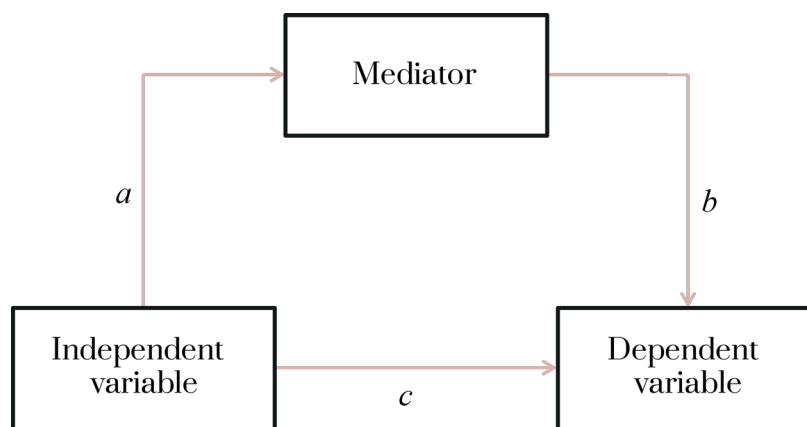 Mediator
a
b
Independent
variable
c
Dependent
variable